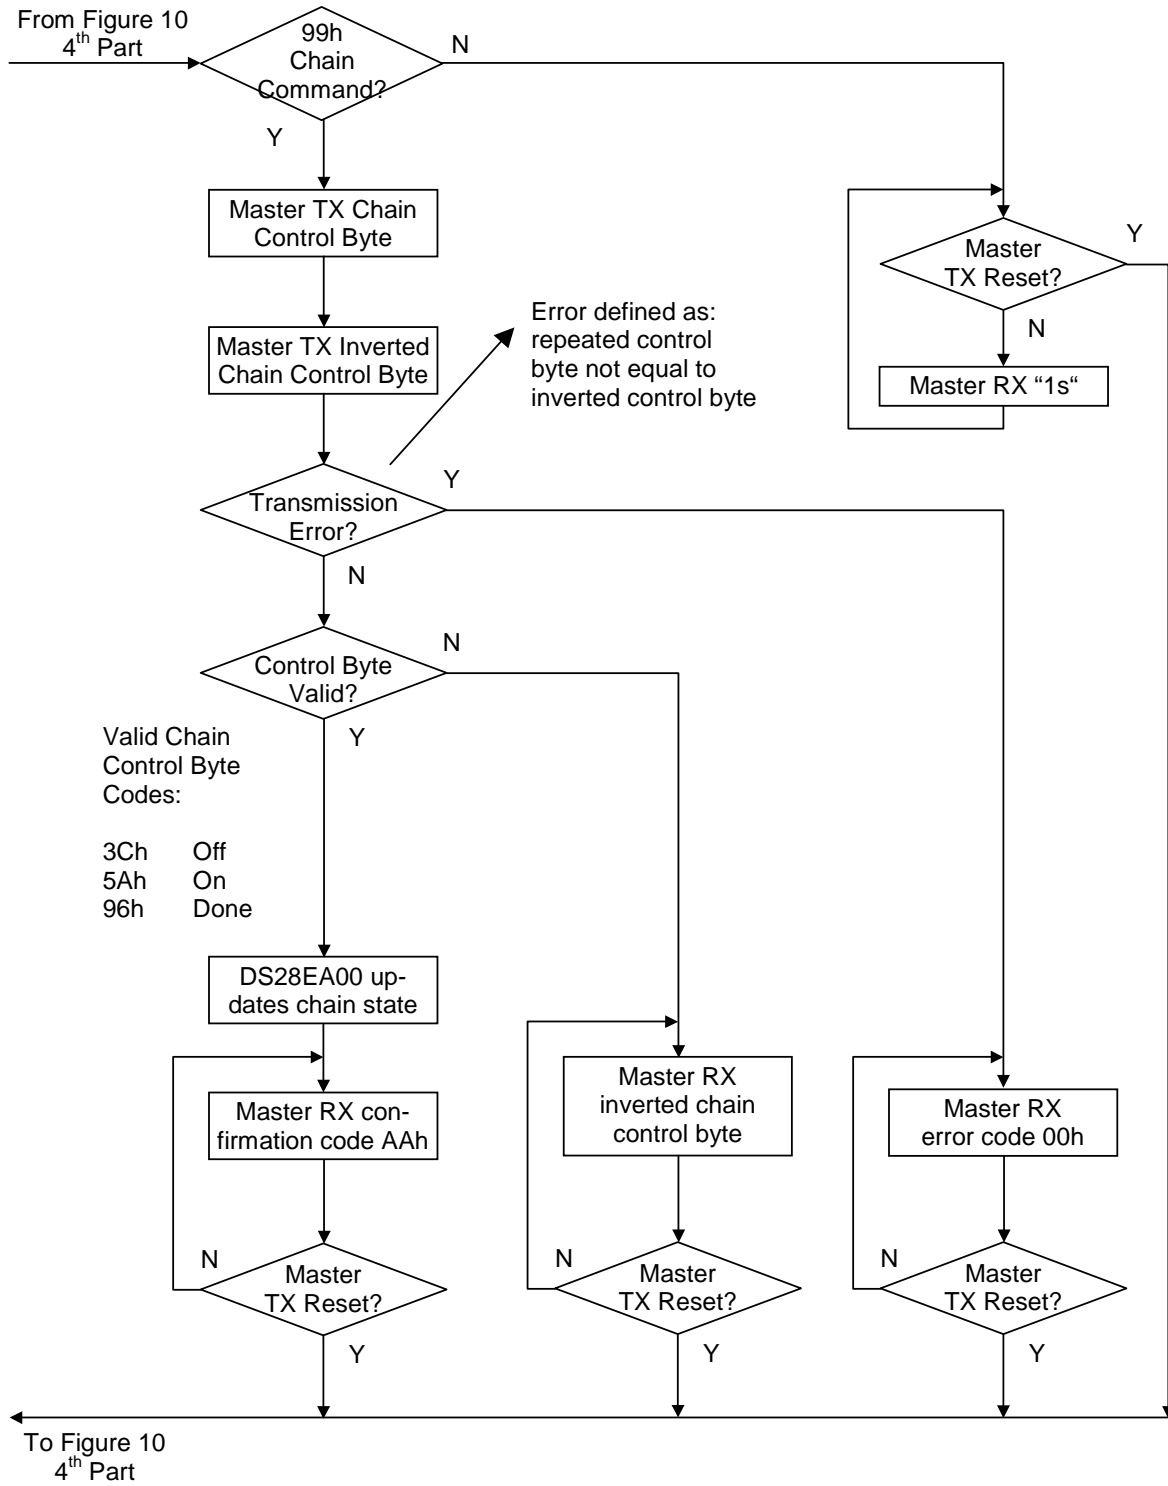 From Figure 10
4th Part
99h
Chain
Command?
N
Y
Master TX Chain
Control Byte
Master
TX Reset?
Y
N
Master RX “1s“
Error defined as:
repeated control
byte not equal to
inverted control byte
Master TX Inverted
Chain Control Byte
Transmission
Error?
Y
N
Control Byte
Valid?
N
Y
Valid Chain
Control Byte
Codes:
3Ch Off
5Ah On
96h Done
DS28EA00 up-
dates chain state
Master RX con-
firmation code AAh
Master RX
inverted chain
control byte
Master RX
error code 00h
N
Master
TX Reset?
Y
N
Master
TX Reset?
Y
N
Master
TX Reset?
Y
To Figure 10
4th Part